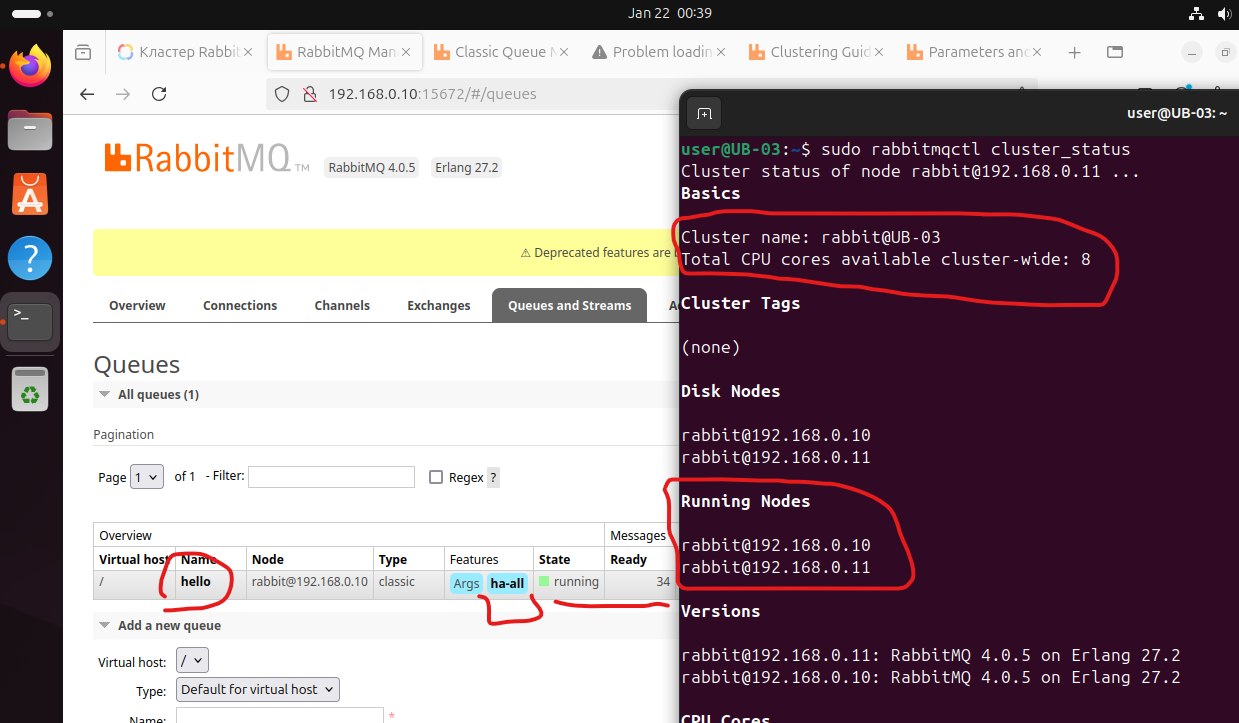 Jan 22 00:39
Кластер Rabbit
RabbitMQ Man
Classic Queue M
Problem loadin
Clustering Guid
Parameters anc
192.168.0.10:15672/#/queues
RabbitMQ TM
RabbitMQ 4.0.5
Erlang 27.2
⚠ Deprecated features are
Overview
Connections
Channels
Exchanges
Queues and Streams
Queues
All queues (1)
Pagination
Page 1 of 1 - Filter:
Regex ?
Overview
Messages
Virtual host
Name
Node
Type
Features
State
Ready
/
hello
rabbit@192.168.0.10
classic
Args
ha-all
running
34
Add a new queue
Virtual host: /
Type: Default for virtual host
Name: *
user@UB-03: ~
user@UB-03:~$ sudo rabbitmqctl cluster_status
Cluster status of node rabbit@192.168.0.11 ...
Basics
Cluster name: rabbit@UB-03
Total CPU cores available cluster-wide: 8
Cluster Tags
(none)
Disk Nodes
rabbit@192.168.0.10
rabbit@192.168.0.11
Running Nodes
rabbit@192.168.0.10
rabbit@192.168.0.11
Versions
rabbit@192.168.0.11: RabbitMQ 4.0.5 on Erlang 27.2
rabbit@192.168.0.10: RabbitMQ 4.0.5 on Erlang 27.2
CPU Cores